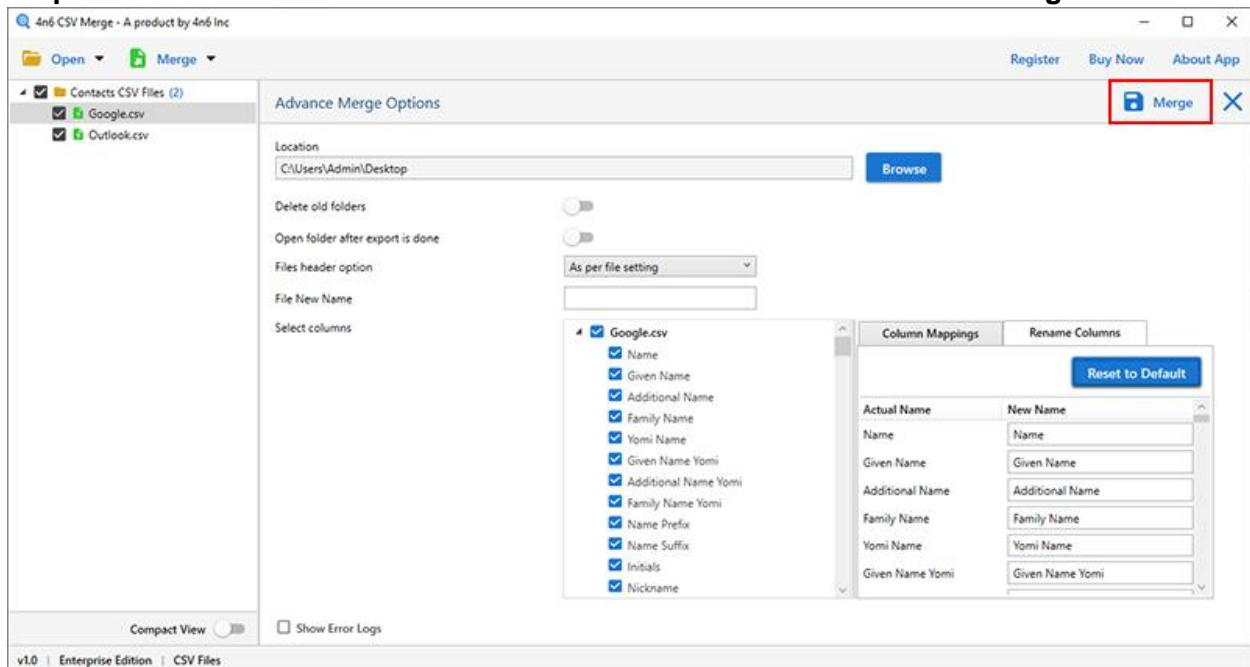 4n6 CSV Merge - A product by 4n6 Inc
Open Merge Register Buy Now About App
Contacts CSV Files (2)
Google.csv
Outlook.csv
Advance Merge Options Merge
Location
C:\Users\Admin\Desktop Browse
Delete old folders
Open folder after export is done
Files header option As per file setting
File New Name
Select columns
Google.csv
Name
Given Name
Additional Name
Family Name
Yomi Name
Given Name Yomi
Additional Name Yomi
Family Name Yomi
Name Prefix
Name Suffix
Initials
Nickname
Column Mappings Rename Columns
Reset to Default
Actual Name New Name
Name Name
Given Name Given Name
Additional Name Additional Name
Family Name Family Name
Yomi Name Yomi Name
Given Name Yomi Given Name Yomi
Compact View
Show Error Logs
v1.0 | Enterprise Edition | CSV Files